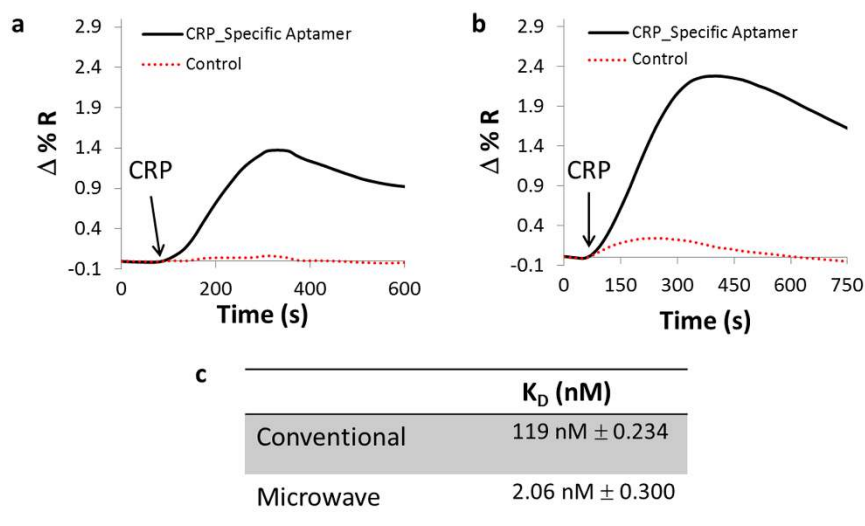 a
CRP_Specific Aptamer
Control
2.9
2.4
1.9
1.4
0.9
0.4
-0.1
Δ % R
CRP
0
200
400
600
Time (s)
b
CRP_Specific Aptamer
Control
2.9
2.4
1.9
1.4
0.9
0.4
-0.1
Δ % R
CRP
0
150
300
450
600
750
Time (s)
c
K_D (nM)
Conventional 119 nM ± 0.234
Microwave 2.06 nM ± 0.300